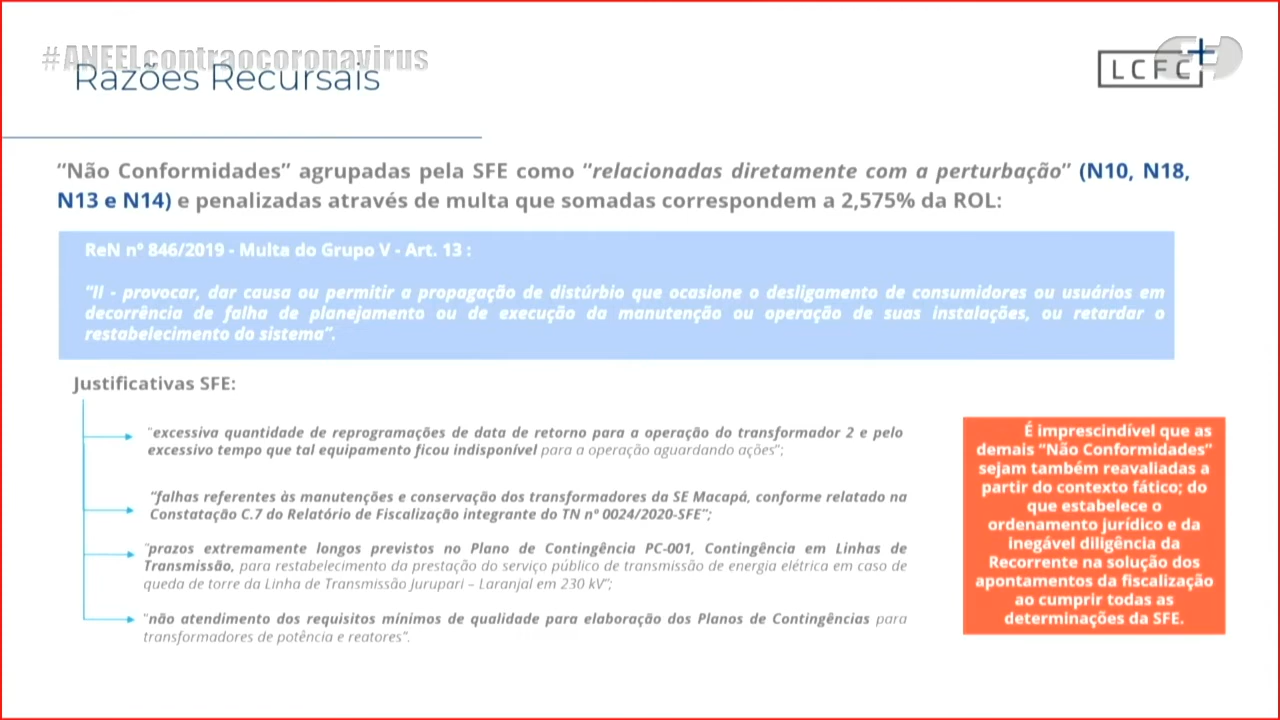 #ANEELcontraocoronavirus
Razões Recursais
LCFC
“Não Conformidades” agrupadas pela SFE como “relacionadas diretamente com a perturbação” (N10, N18,
N13 e N14) e penalizadas através de multa que somadas correspondem a 2,575% da ROL:
ReN nº 846/2019 - Multa do Grupo V - Art. 13 :
“II - provocar, dar causa ou permitir a propagação de distúrbio que ocasione o desligamento de consumidores ou usuários em
decorrência de falha de planejamento ou de execução da manutenção ou operação de suas instalações, ou retardar o
restabelecimento do sistema”.
Justificativas SFE:
“excessiva quantidade de reprogramações de data de retorno para a operação do transformador 2 e pelo
excessivo tempo que tal equipamento ficou indisponível para a operação aguardando ações”;
“falhas referentes às manutenções e conservação dos transformadores da SE Macapá, conforme relatado na
Constatação C.7 do Relatório de Fiscalização integrante do TN nº 0024/2020-SFE”;
“prazos extremamente longos previstos no Plano de Contingência PC-001, Contingência em Linhas de
Transmissão, para restabelecimento da prestação do serviço público de transmissão de energia elétrica em caso de
queda de torre da Linha de Transmissão Jurupari – Laranjal em 230 kV”;
“não atendimento dos requisitos mínimos de qualidade para elaboração dos Planos de Contingências para
transformadores de potência e reatores”.
É imprescindível que as
demais “Não Conformidades”
sejam também reavaliadas a
partir do contexto fático; do
que estabelece o
ordenamento jurídico e da
inegável diligência da
Recorrente na solução dos
apontamentos da fiscalização
ao cumprir todas as
determinações da SFE.